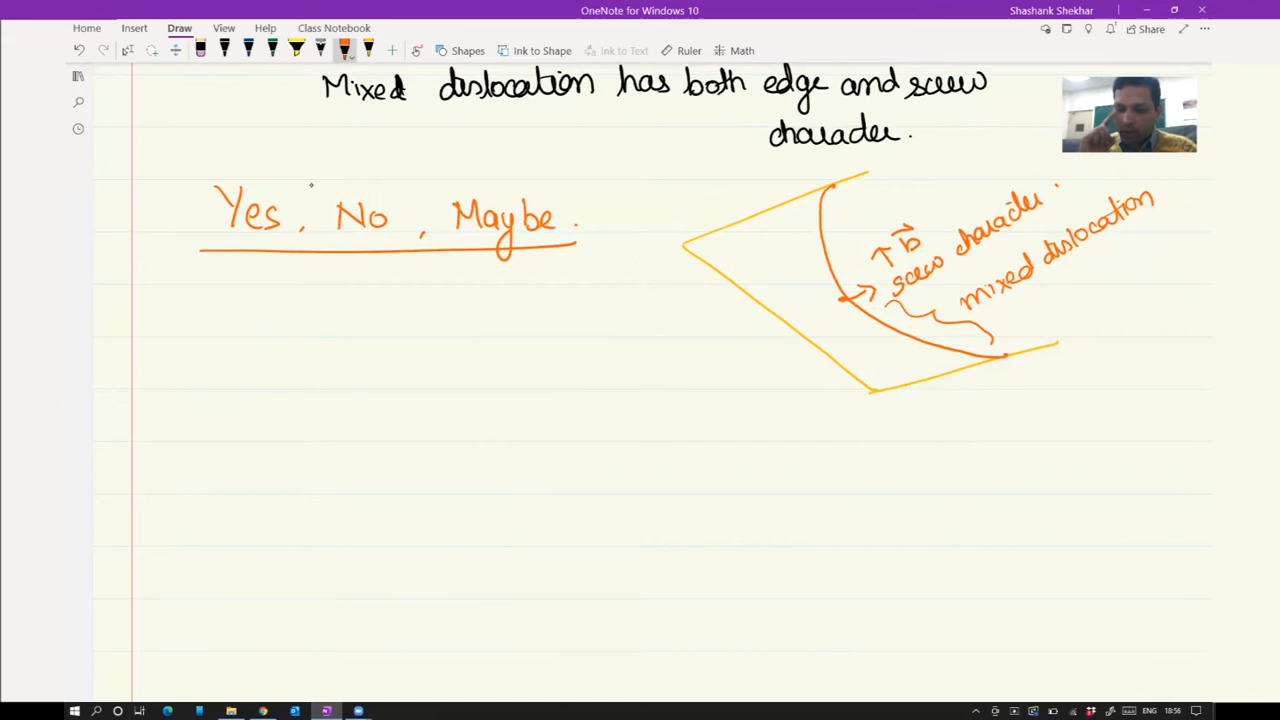 OneNote for Windows 10
Shashank Shekhar
Home Insert Draw View Help Class Notebook
Share
Shapes Ink to Shape Ink to Text Ruler Math
Mixed dislocation has both edge and screw
character.
Yes, No, Maybe.
b
screw character.
mixed dislocation
ENG 18:56